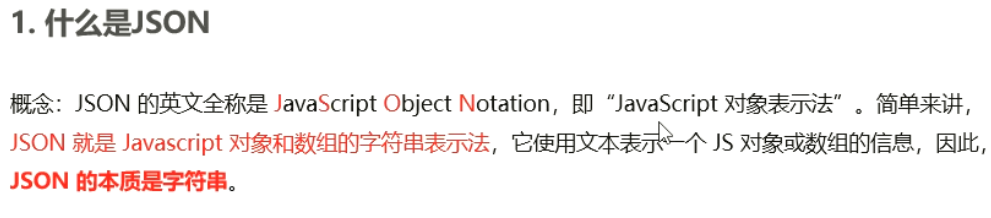 1. 什么是JSON
概念：JSON 的英文全称是 JavaScript Object Notation，即“JavaScript 对象表示法”。简单来讲，
JSON 就是 Javascript 对象和数组的字符串表示法，它使用文本表示一个 JS 对象或数组的信息，因此，
JSON 的本质是字符串。